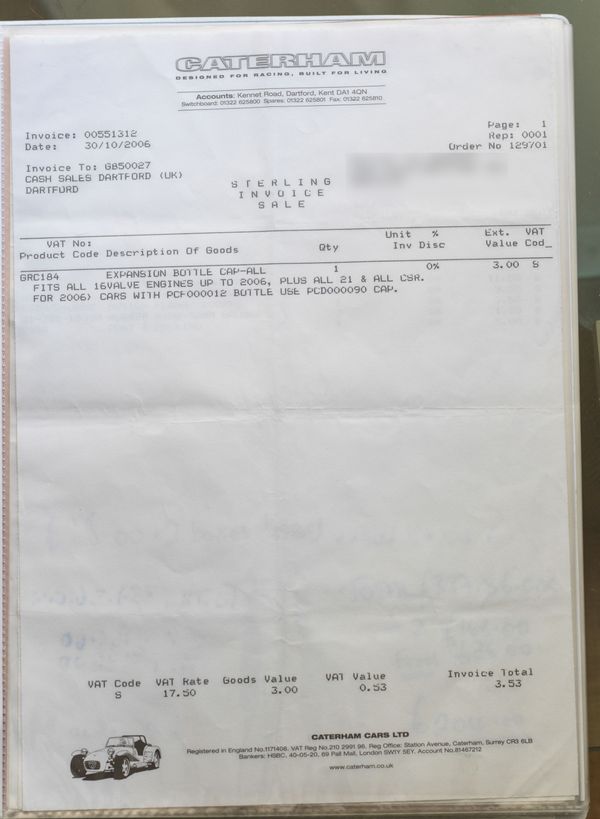 CATERHAM
DESIGNED FOR RACING, BUILT FOR LIVING
Accounts: Kennet Road, Dartford, Kent DA1 4QN
Switchboard: 01322 625800 Spares: 01322 625801 Fax: 01322 625810
Page: 1
Invoice: 00551312 Rep: 0001
Date: 30/10/2006 Order No 129701
Invoice To: GB50027
CASH SALES DARTFORD (UK)
DARTFORD
STERLING
INVOICE
SALE
VAT No: Unit % Ext. VAT
Product Code Description Of Goods Qty Inv Disc Value Cod_
GRC184 EXPANSION BOTTLE CAP-ALL 1 0% 3.00 S
FITS ALL 16VALVE ENGINES UP TO 2006, PLUS ALL 21 & ALL CSR.
FOR 2006> CARS WITH PCF000012 BOTTLE USE PCD000090 CAP.
VAT Code VAT Rate Goods Value VAT Value Invoice Total
S 17.50 3.00 0.53 3.53
CATERHAM CARS LTD
Registered in England No.1171406. VAT Reg No.210 2991 96. Reg Office: Station Avenue, Caterham, Surrey CR3 6LB
Bankers: HSBC, 40-05-20, 69 Pall Mall, London SW1Y 5EY. Account No.81467212
www.caterham.co.uk